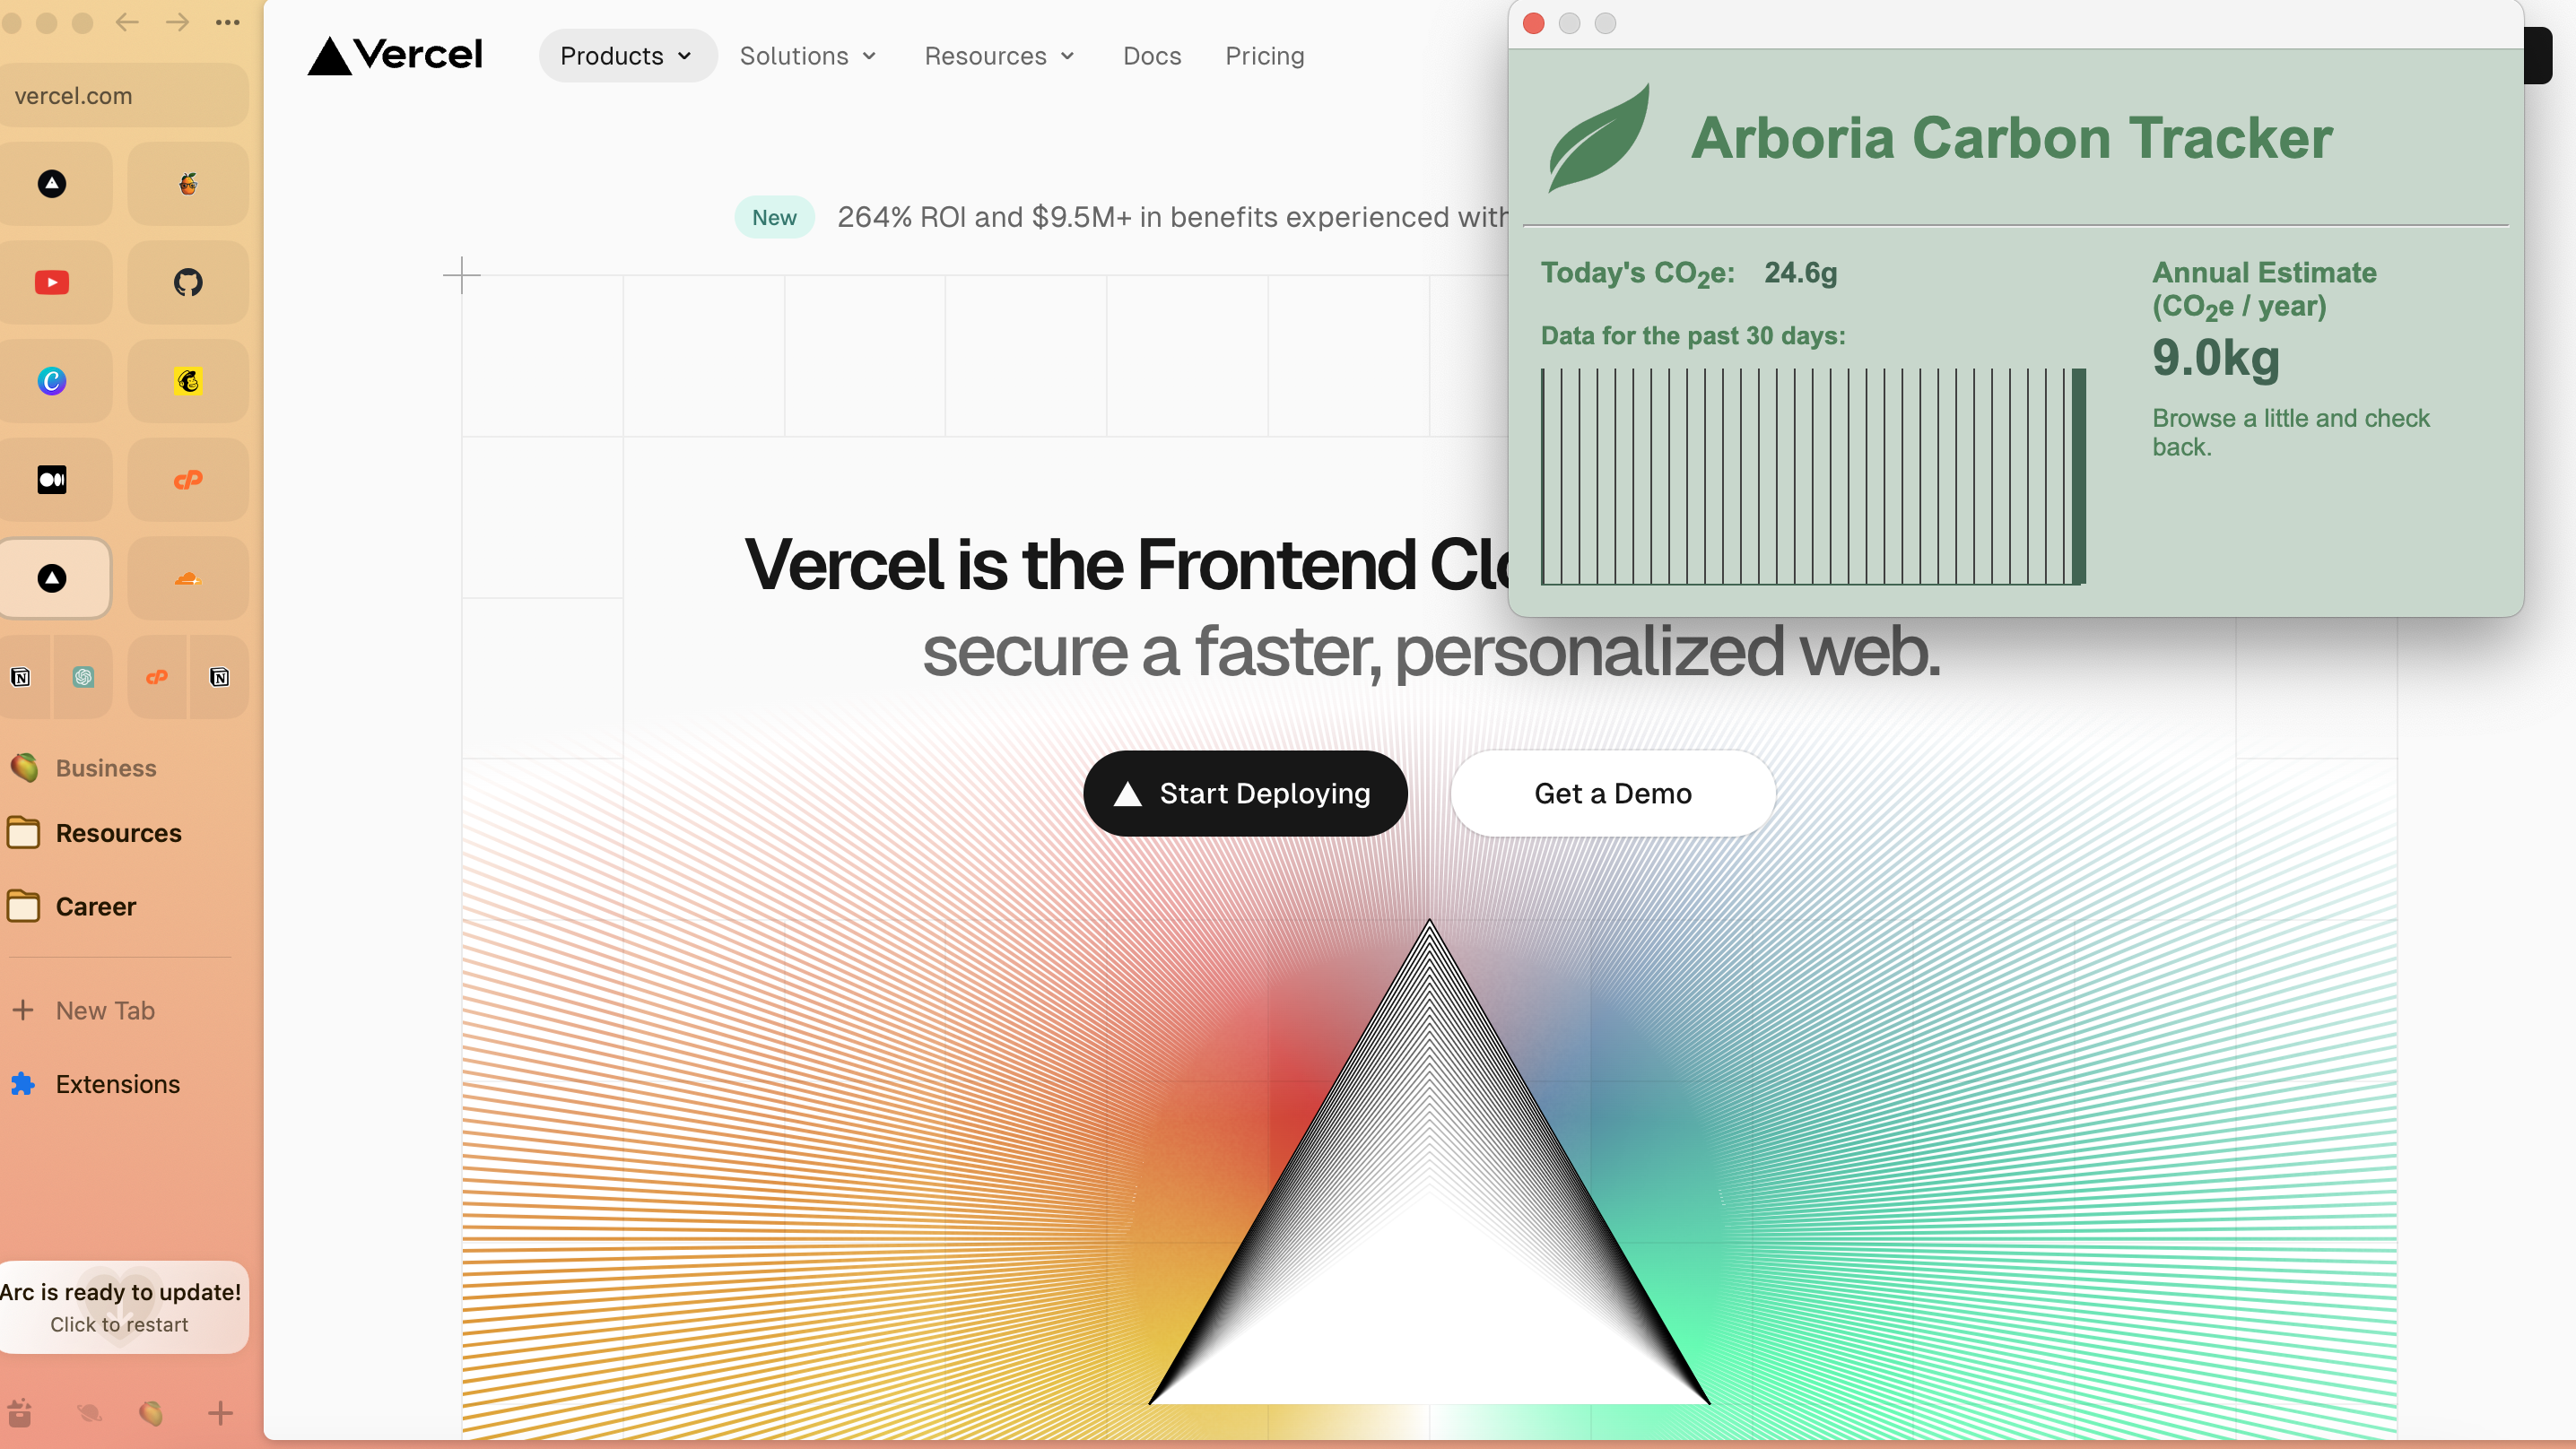 vercel.com
Business
Resources
Career
New Tab
Extensions
Arc is ready to update!
Click to restart
Vercel
Products
Solutions
Resources
Docs
Pricing
New
264% ROI and $9.5M+ in benefits experienced with
Vercel is the Frontend
secure a faster, personalized web.
Start Deploying
Get a Demo
Arboria Carbon Tracker
Today's CO₂e: 24.6g
Data for the past 30 days:
Annual Estimate
(CO₂e / year)
9.0kg
Browse a little and check
back.